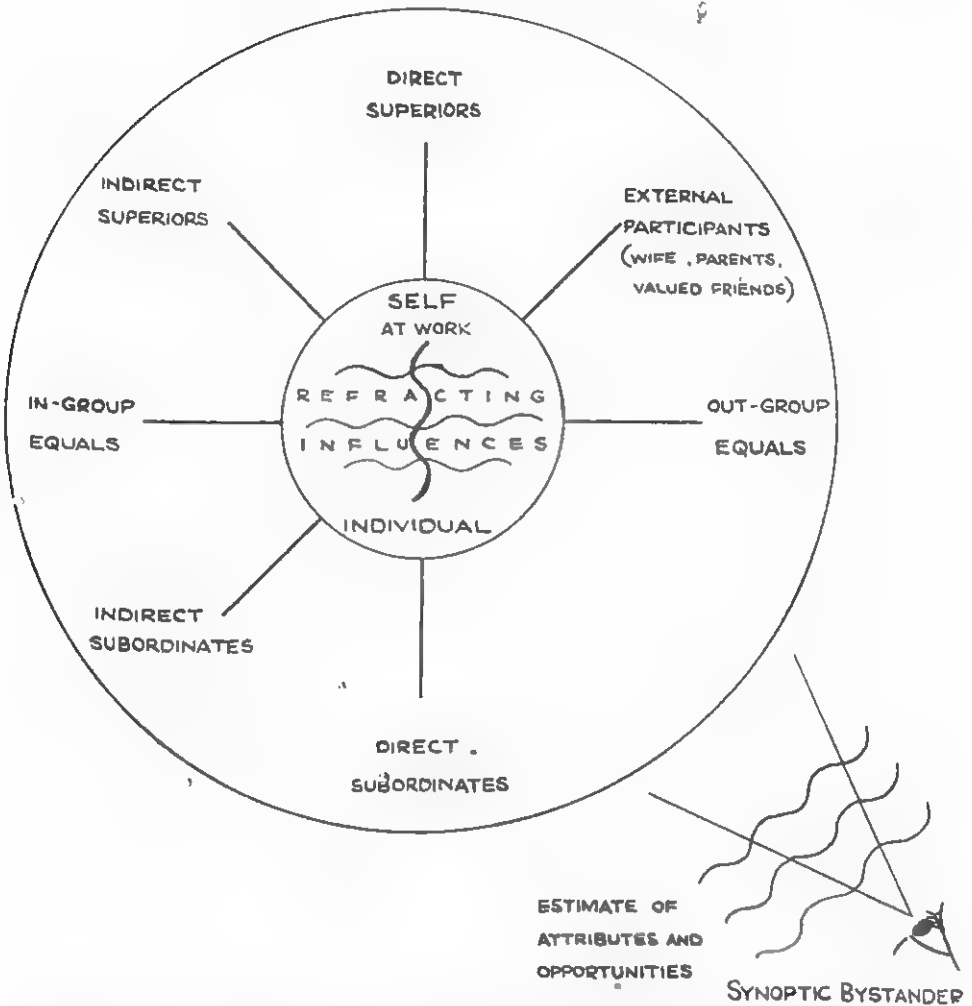 DIRECT
SUPERIORS
INDIRECT
SUPERIORS
EXTERNAL
PARTICIPANTS
(WIFE, PARENTS,
VALUED FRIENDS)
SELF
AT WORK
REFRACTING
INFLUENCES
INDIVIDUAL
IN-GROUP
EQUALS
OUT-GROUP
EQUALS
INDIRECT
SUBORDINATES
DIRECT
SUBORDINATES
ESTIMATE OF
ATTRIBUTES AND
OPPORTUNITIES
SYNOPTIC BYSTANDER